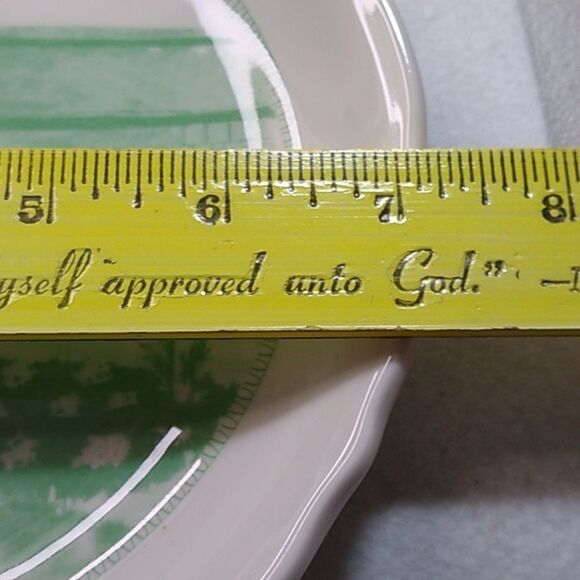 5 6 7 8
yself "approved unto God." –